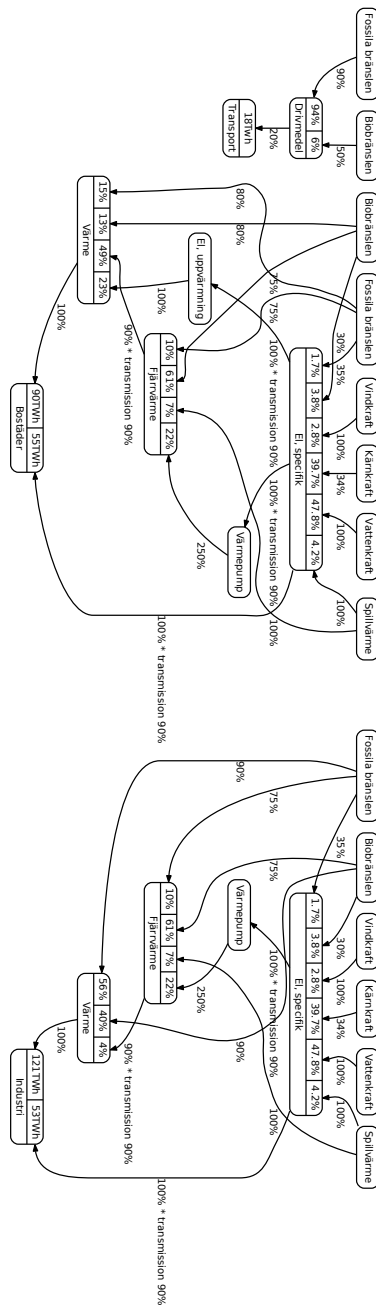 Fossila bränslen
Biobränslen
90%
50%
94% 6%
Drivmedel
20%
18Twh
Transport
Biobränslen
Fossila bränslen
Vindkraft
Kärnkraft
Vattenkraft
Spillvärme
30%
35%
100%
34%
100%
100%
1.7% 3.8% 2.8% 39.7% 47.8% 4.2%
El, specifik
80%
80%
75%
75%
100% * transmission 90%
100% * transmission 90%
100%
El, uppvärmning
Värmepump
100%
250%
10% 61% 7% 22%
Fjärrvärme
90% * transmission 90%
15% 13% 49% 23%
Värme
100%
100% * transmission 90%
90TWh 55TWh
Bostäder
Fossila bränslen
Biobränslen
Vindkraft
Kärnkraft
Vattenkraft
Spillvärme
35%
30%
100%
34%
100%
100%
1.7% 3.8% 2.8% 39.7% 47.8% 4.2%
El, specifik
90%
75%
75%
100% * transmission 90%
90%
100%
Värmepump
250%
10% 61% 7% 22%
Fjärrvärme
90% * transmission 90%
56% 40% 4%
Värme
100%
100% * transmission 90%
121TWh 53TWh
Industri